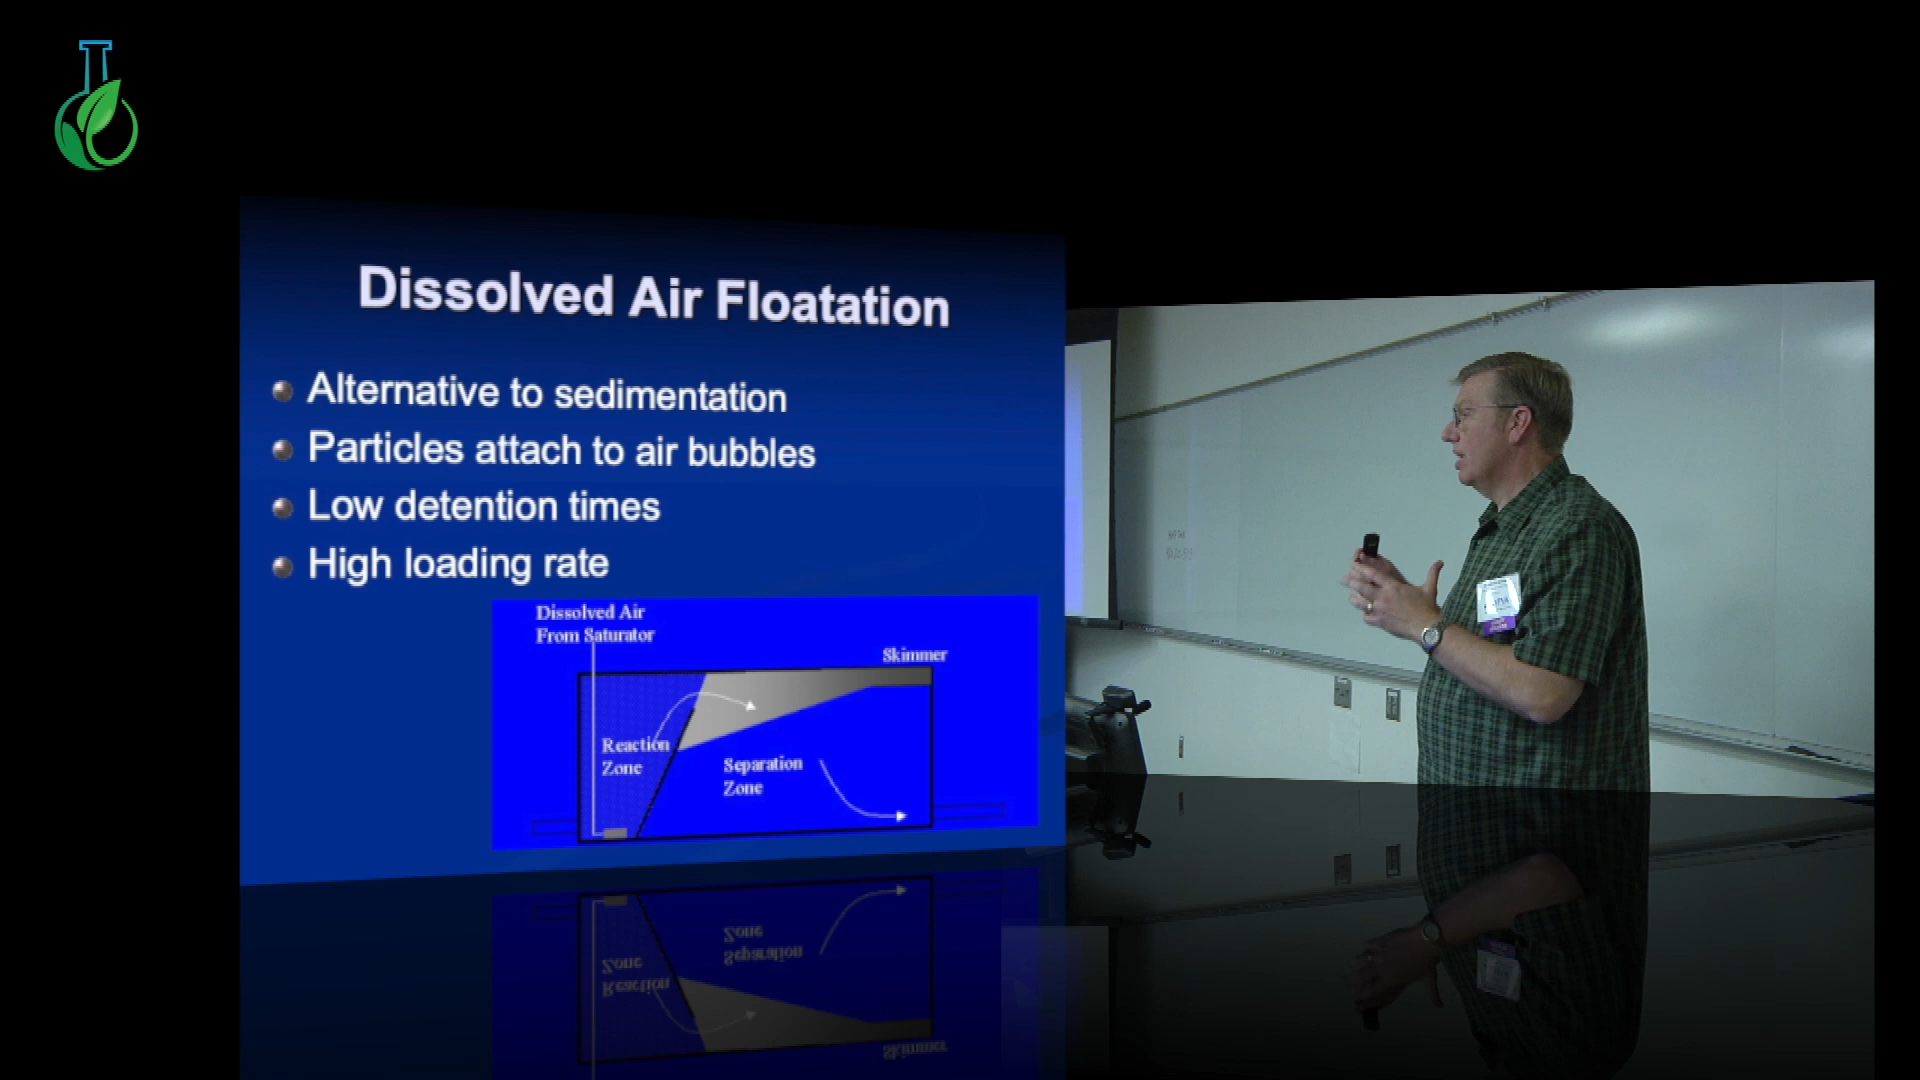 Dissolved Air Floatation
Alternative to sedimentation
Particles attach to air bubbles
Low detention times
High loading rate
Dissolved Air
From Saturator
Skimmer
Reaction
Zone
Separation
Zone